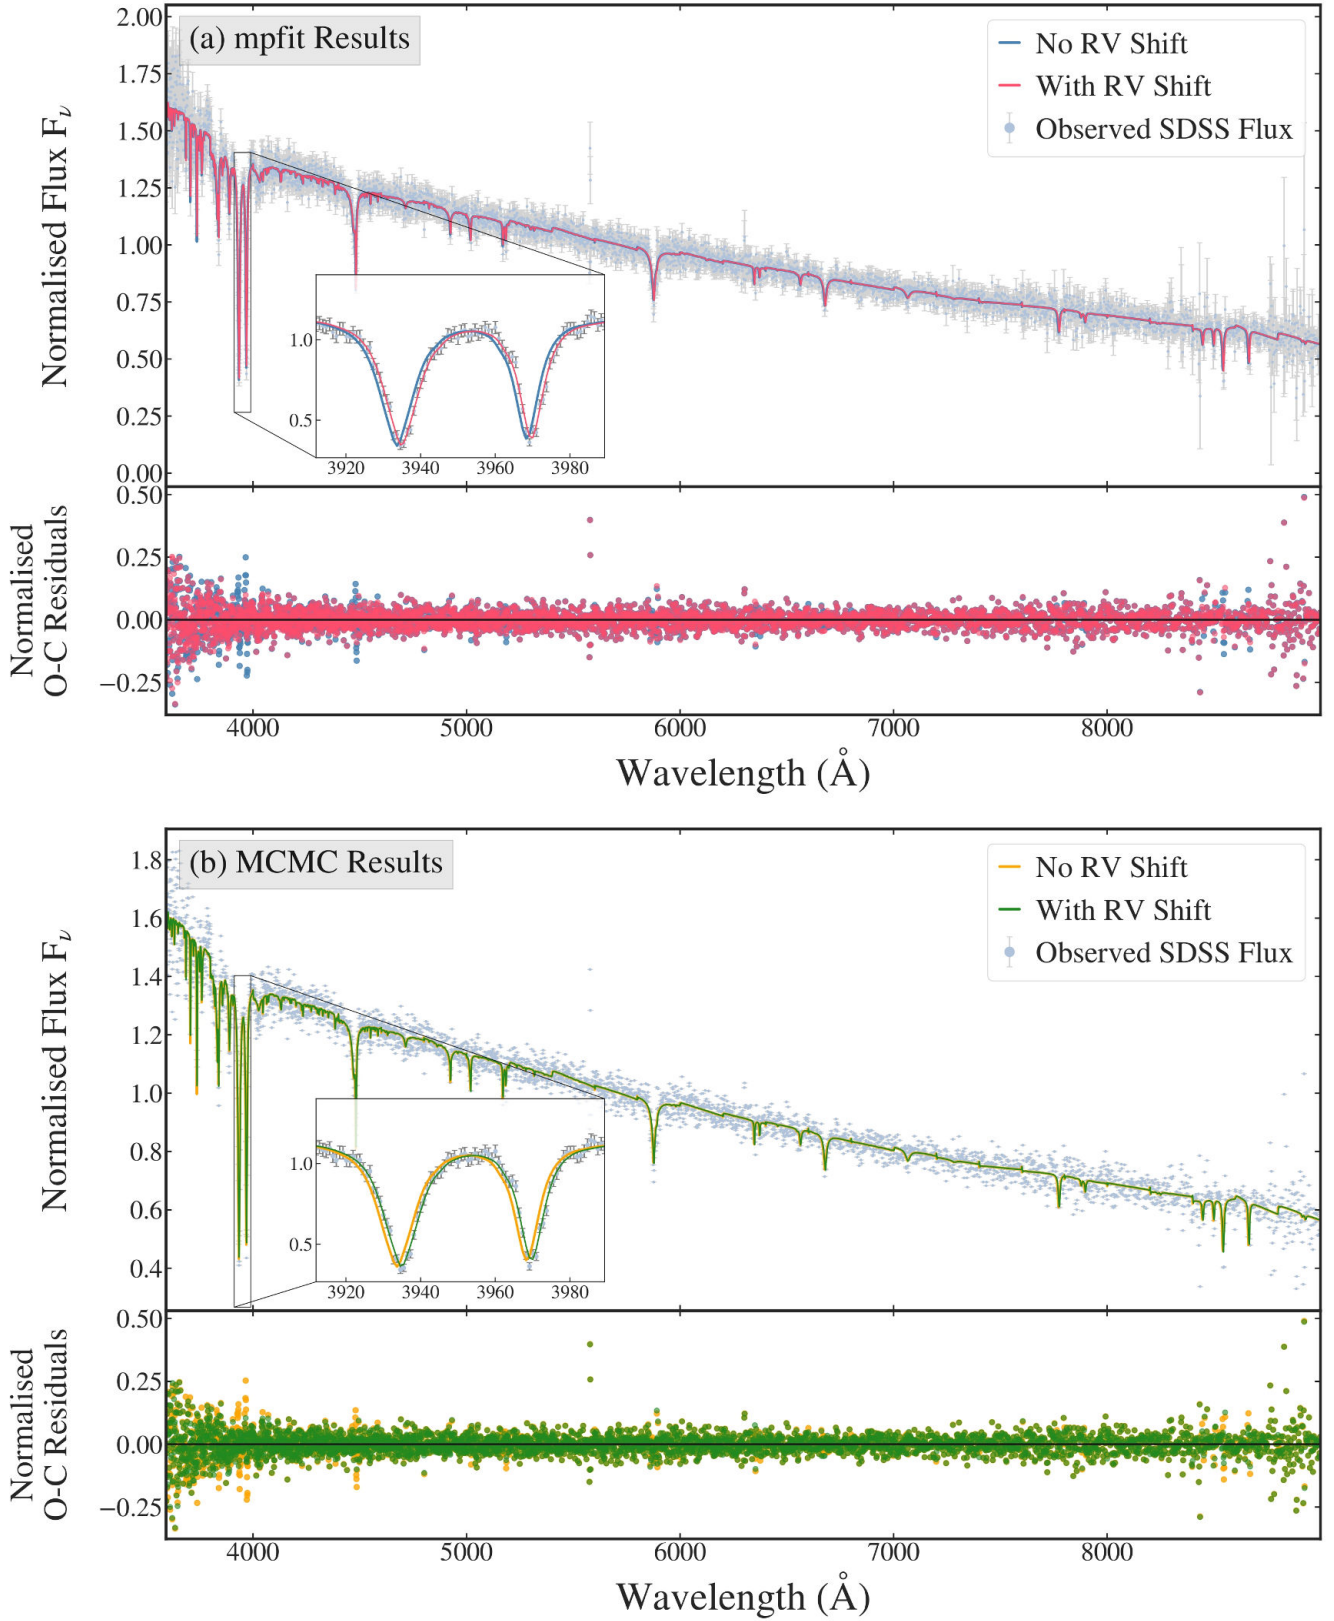 (a) mpfit Results
No RV Shift
With RV Shift
Observed SDSS Flux
Normalised Flux Fν
2.00
1.75
1.50
1.25
1.00
0.75
0.50
0.25
0.00
1.0
0.5
3920 3940 3960 3980
Normalised
O-C Residuals
0.50
0.25
0.00
−0.25
4000 5000 6000 7000 8000
Wavelength (Å)
(b) MCMC Results
No RV Shift
With RV Shift
Observed SDSS Flux
Normalised Flux Fν
1.8
1.6
1.4
1.2
1.0
0.8
0.6
0.4
1.0
0.5
3920 3940 3960 3980
Normalised
O-C Residuals
0.50
0.25
0.00
−0.25
4000 5000 6000 7000 8000
Wavelength (Å)